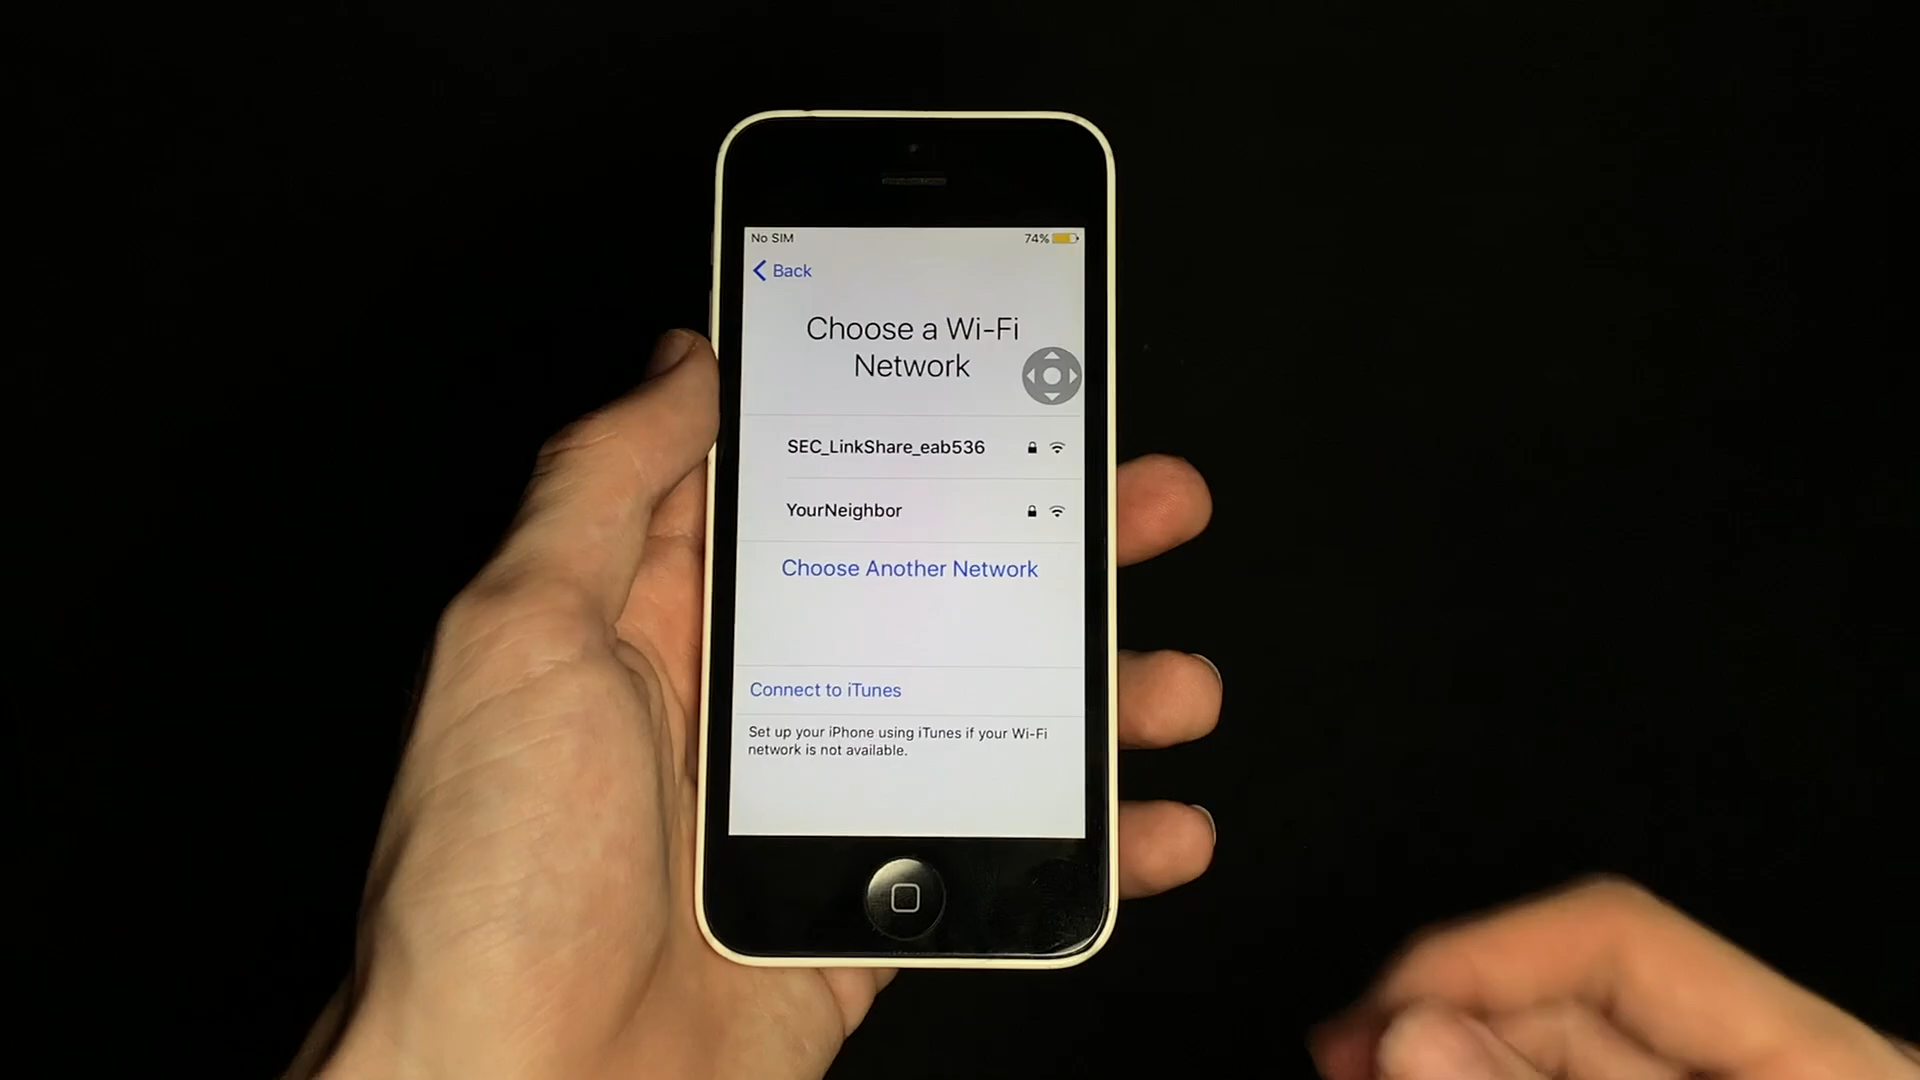 No SIM 74%
Back
Choose a Wi-Fi
Network
SEC_LinkShare_eab536
YourNeighbor
Choose Another Network
Connect to iTunes
Set up your iPhone using iTunes if your Wi-Fi
network is not available.